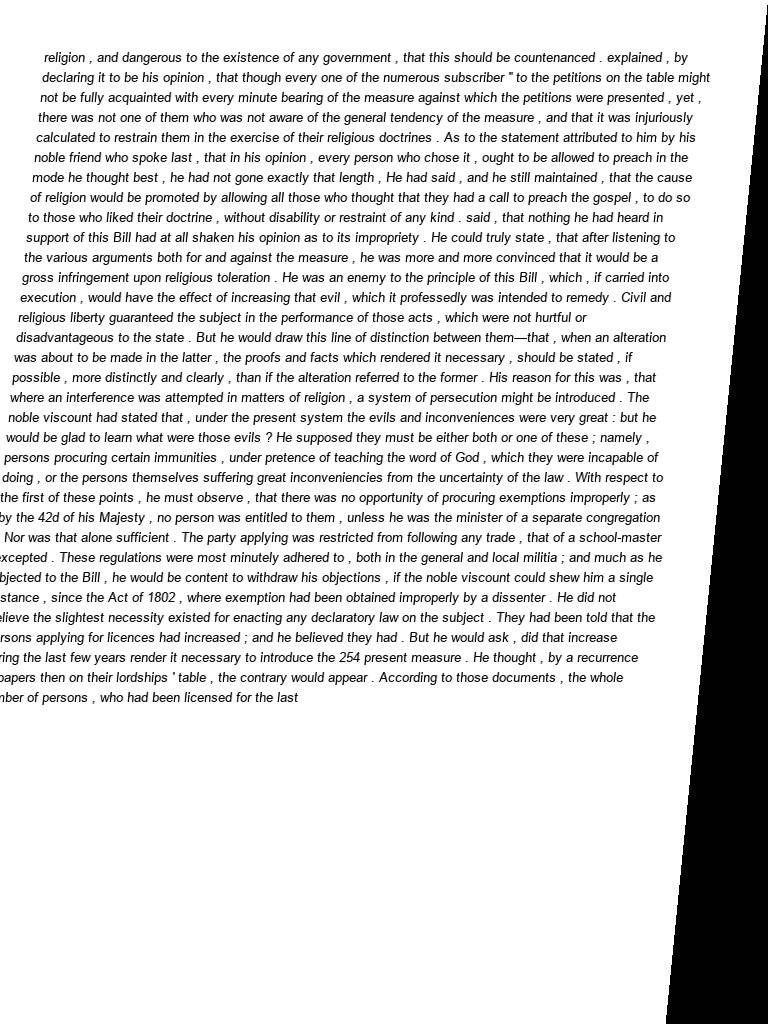 religion , and dangerous to the existence of any government , that this should be countenanced . explained , by
declaring it to be his opinion , that though every one of the numerous subscriber " to the petitions on the table might
not be fully acquainted with every minute bearing of the measure against which the petitions were presented , yet ,
there was not one of them who was not aware of the general tendency of the measure , and that it was injuriously
calculated to restrain them in the exercise of their religious doctrines . As to the statement attributed to him by his
noble friend who spoke last , that in his opinion , every person who chose it , ought to be allowed to preach in the
mode he thought best , he had not gone exactly that length , He had said , and he still maintained , that the cause
of religion would be promoted by allowing all those who thought that they had a call to preach the gospel , to do so
to those who liked their doctrine , without disability or restraint of any kind . said , that nothing he had heard in
support of this Bill had at all shaken his opinion as to its impropriety . He could truly state , that after listening to
the various arguments both for and against the measure , he was more and more convinced that it would be a
gross infringement upon religious toleration . He was an enemy to the principle of this Bill , which , if carried into
execution , would have the effect of increasing that evil , which it professedly was intended to remedy . Civil and
religious liberty guaranteed the subject in the performance of those acts , which were not hurtful or
disadvantageous to the state . But he would draw this line of distinction between them—that , when an alteration
was about to be made in the latter , the proofs and facts which rendered it necessary , should be stated , if
possible , more distinctly and clearly , than if the alteration referred to the former . His reason for this was , that
where an interference was attempted in matters of religion , a system of persecution might be introduced . The
noble viscount had stated that , under the present system the evils and inconveniences were very great : but he
would be glad to learn what were those evils ? He supposed they must be either both or one of these ; namely ,
persons procuring certain immunities , under pretence of teaching the word of God , which they were incapable of
doing , or the persons themselves suffering great inconveniencies from the uncertainty of the law . With respect to
the first of these points , he must observe , that there was no opportunity of procuring exemptions improperly ; as
by the 42d of his Majesty , no person was entitled to them , unless he was the minister of a separate congregation
. Nor was that alone sufficient . The party applying was restricted from following any trade , that of a school-master
excepted . These regulations were most minutely adhered to , both in the general and local militia ; and much as he
bjected to the Bill , he would be content to withdraw his objections , if the noble viscount could shew him a single
stance , since the Act of 1802 , where exemption had been obtained improperly by a dissenter . He did not
elieve the slightest necessity existed for enacting any declaratory law on the subject . They had been told that the
rsons applying for licences had increased ; and he believed they had . But he would ask , did that increase
ring the last few years render it necessary to introduce the 254 present measure . He thought , by a recurrence
papers then on their lordships ' table , the contrary would appear . According to those documents , the whole
mber of persons , who had been licensed for the last